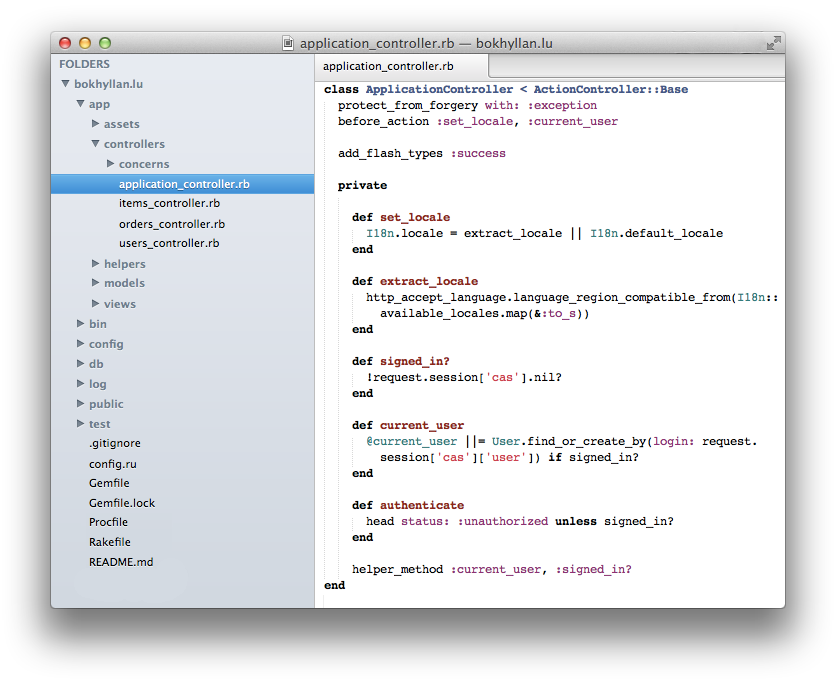 application_controller.rb — bokhyllan.lu
FOLDERS
bokhyllan.lu
app
assets
controllers
concerns
application_controller.rb
items_controller.rb
orders_controller.rb
users_controller.rb
helpers
models
views
bin
config
db
log
public
test
.gitignore
config.ru
Gemfile
Gemfile.lock
Procfile
Rakefile
README.md
application_controller.rb
class ApplicationController < ActionController::Base
  protect_from_forgery with: :exception
  before_action :set_locale, :current_user

  add_flash_types :success

  private

    def set_locale
      I18n.locale = extract_locale || I18n.default_locale
    end

    def extract_locale
      http_accept_language.language_region_compatible_from(I18n::
        available_locales.map(&:to_s))
    end

    def signed_in?
      !request.session['cas'].nil?
    end

    def current_user
      @current_user ||= User.find_or_create_by(login: request.
        session['cas']['user']) if signed_in?
    end

    def authenticate
      head status: :unauthorized unless signed_in?
    end

    helper_method :current_user, :signed_in?
end